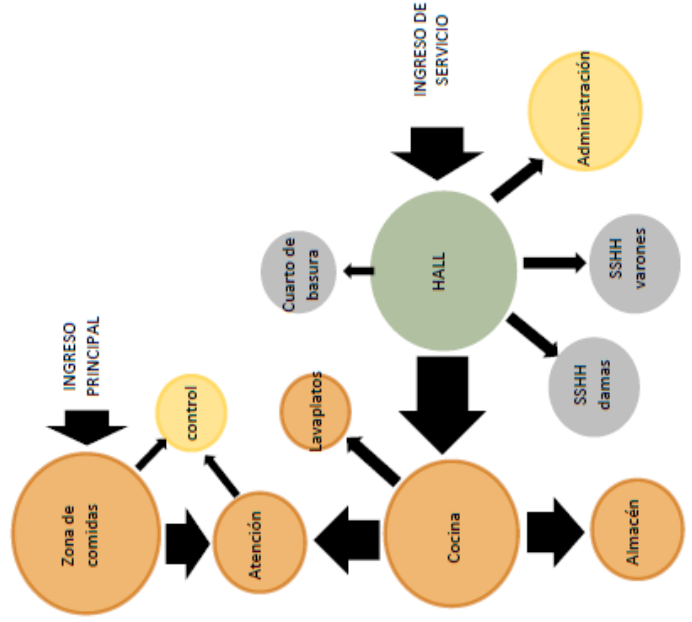 INGRESO
PRINCIPAL
Zona de
comidas
control
Atención
Lavaplatos
Cocina
Almacén
INGRESO DE
SERVICIO
HALL
Cuarto de
basura
Administración
SSHH
varones
SSHH
damas